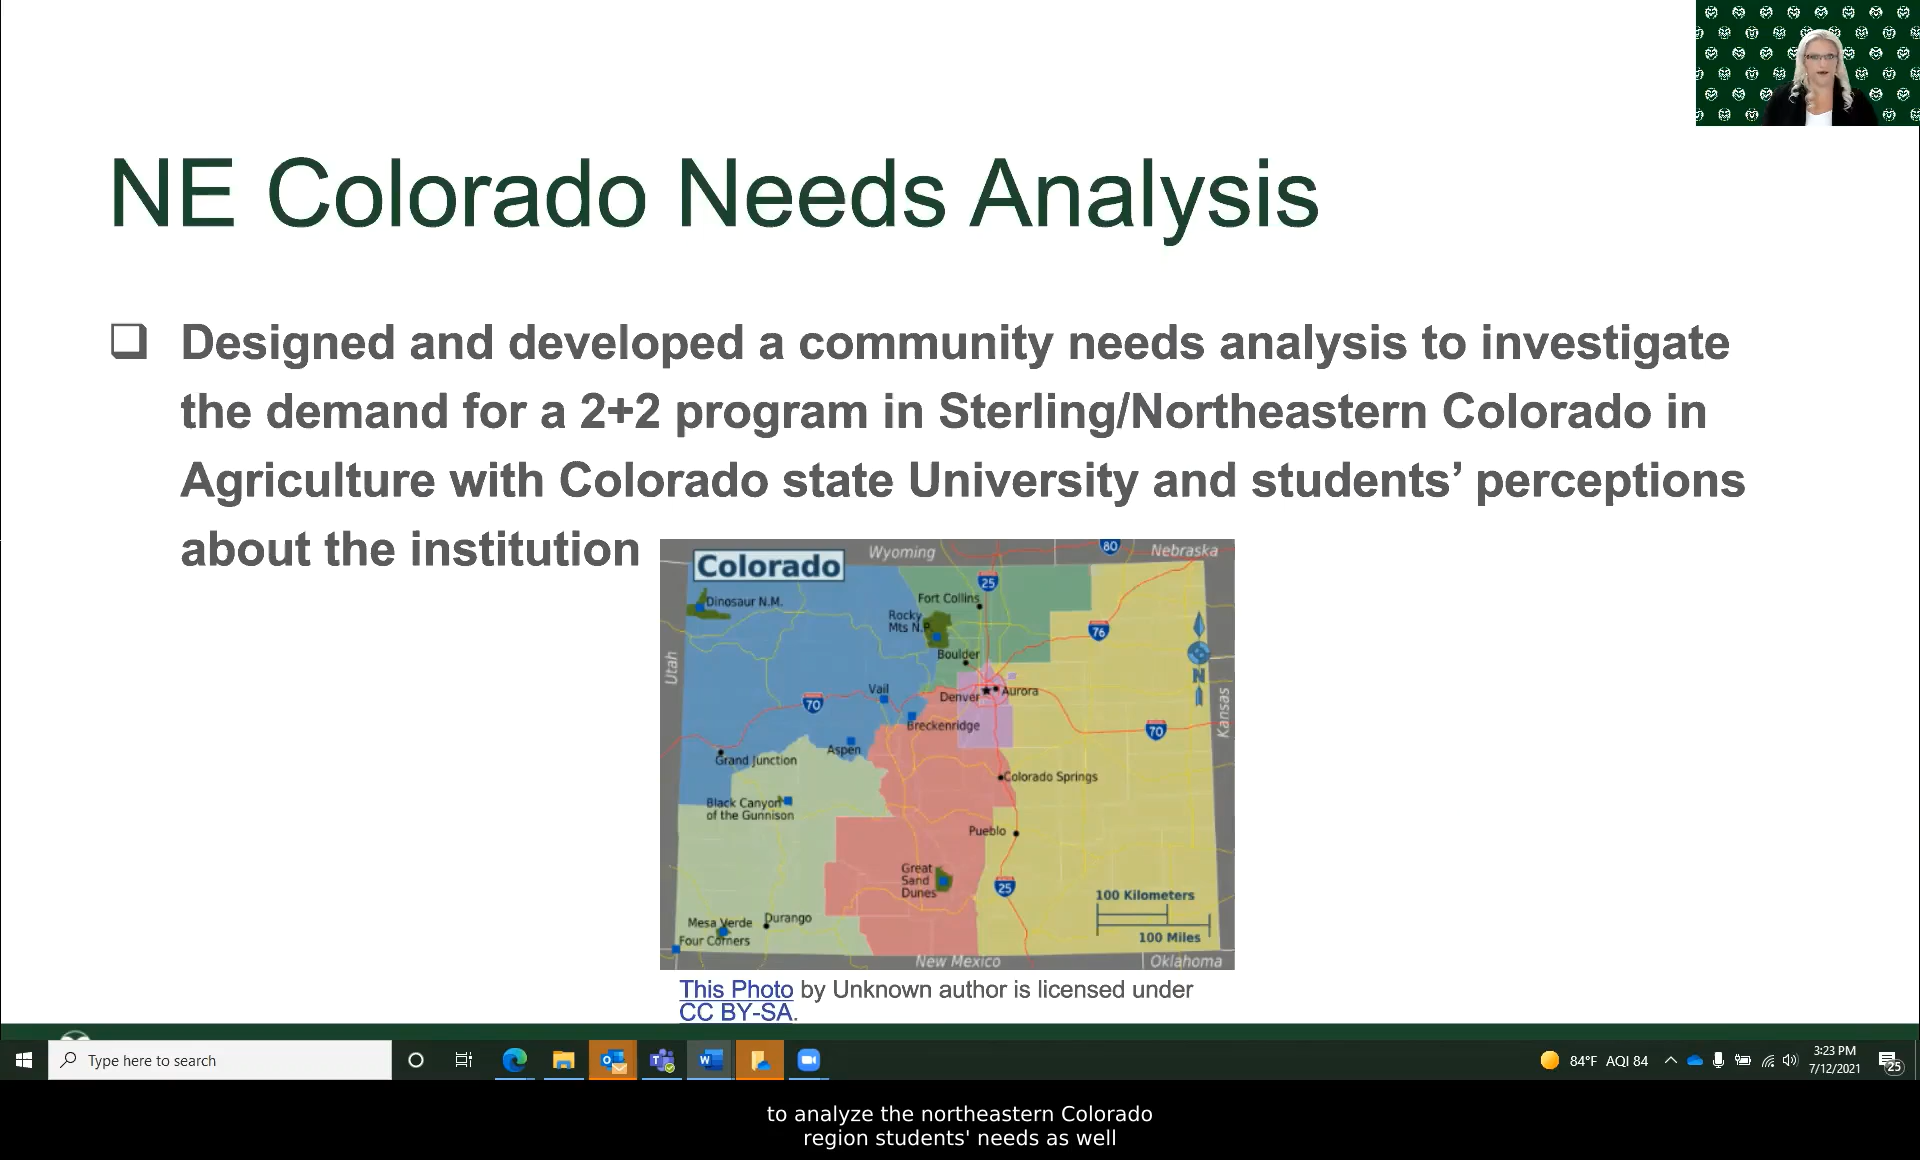 NE Colorado Needs Analysis
Designed and developed a community needs analysis to investigate
the demand for a 2+2 program in Sterling/Northeastern Colorado in
Agriculture with Colorado state University and students’ perceptions
about the institution
Colorado
Wyoming
80
Nebraska
25
Dinosaur N.M.
Fort Collins
Rocky
Mts N.P.
76
Boulder
Utah
Vail
Denver
Aurora
N
70
Breckenridge
Kansas
70
Aspen
Grand Junction
Colorado Springs
Black Canyon
of the Gunnison
Pueblo
Great
Sand
Dunes
25
100 Kilometers
Mesa Verde
Durango
100 Miles
Four Corners
New Mexico
Oklahoma
This Photo by Unknown author is licensed under
CC BY-SA.
Type here to search
84°F AQI 84
3:23 PM
7/12/2021
25
to analyze the northeastern Colorado
region students' needs as well